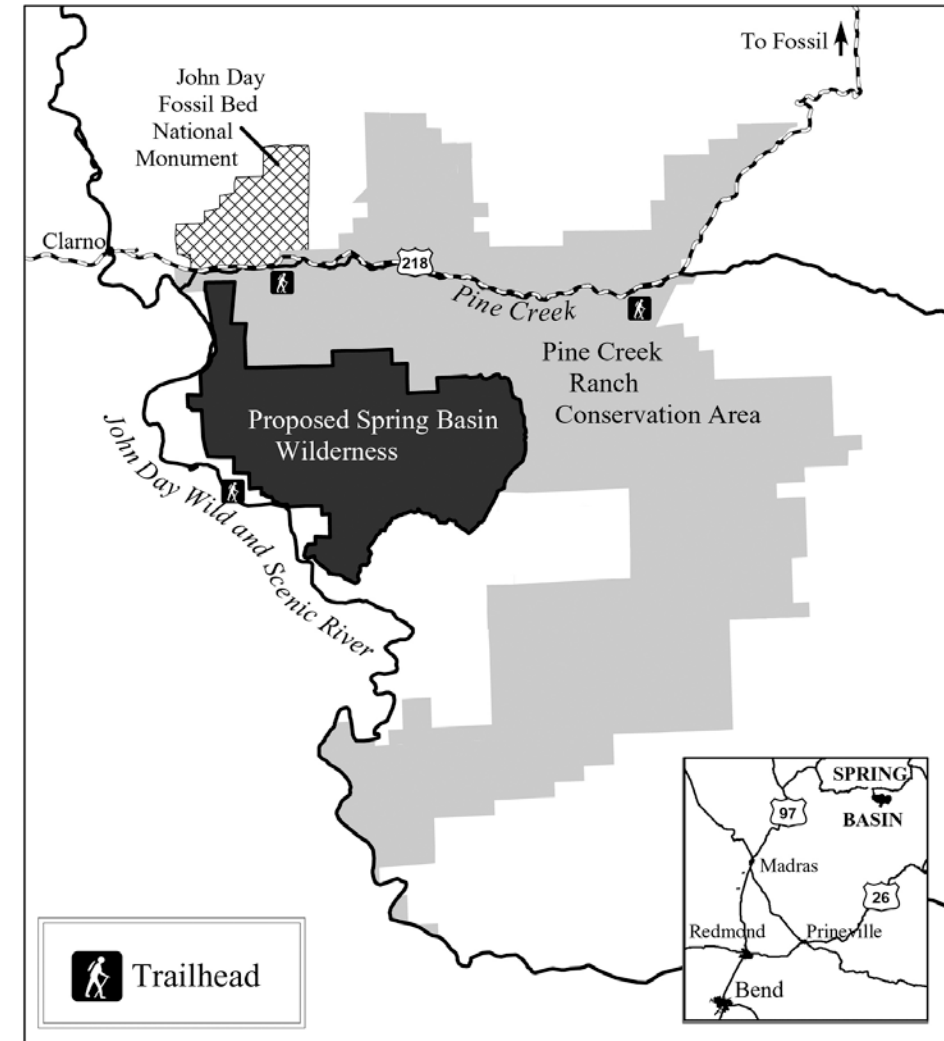 To Fossil
John Day
Fossil Bed
National
Monument
Clarno
218
Pine Creek
Pine Creek
Ranch
Conservation Area
Proposed Spring Basin
Wilderness
John Day Wild and Scenic River
SPRING
97
BASIN
Madras
26
Redmond
Prineville
Bend
Trailhead